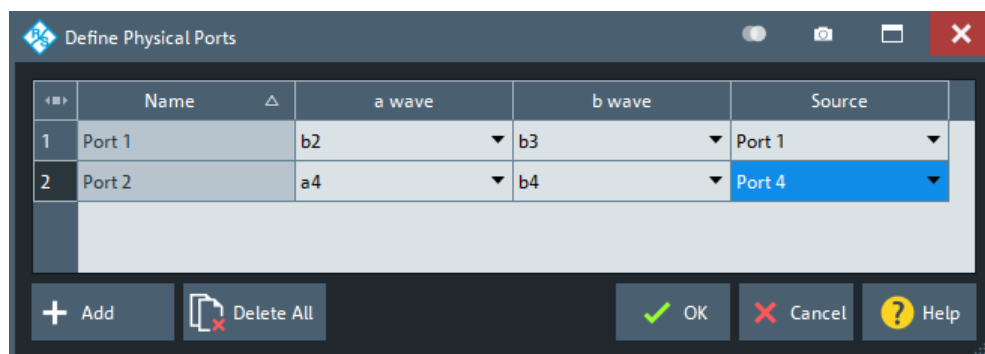 Define Physical Ports
Name a wave b wave Source
1 Port 1 b2 b3 Port 1
2 Port 2 a4 b4 Port 4
Add Delete All OK Cancel ? Help